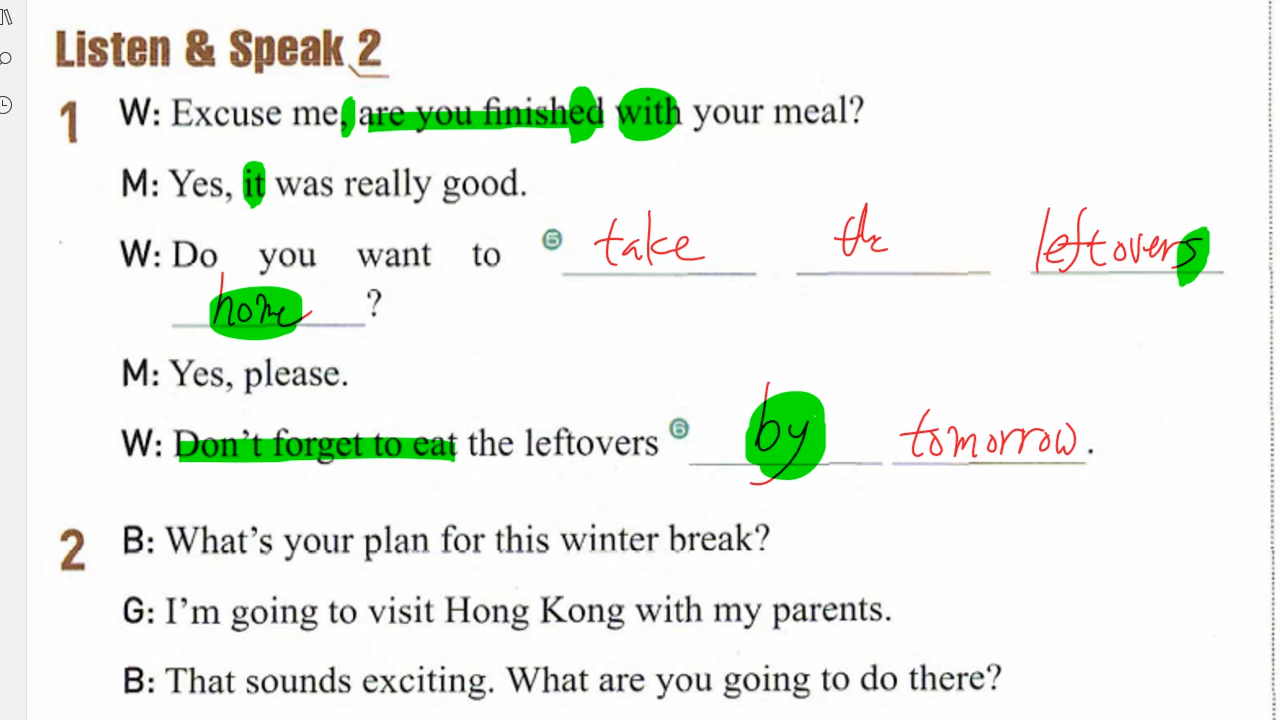 Listen & Speak 2
1 W: Excuse me, are you finished with your meal?
M: Yes, it was really good.
W: Do you want to ⑤ take the leftovers
home ?
M: Yes, please.
W: Don't forget to eat the leftovers ⑥ by tomorrow.
2 B: What's your plan for this winter break?
G: I'm going to visit Hong Kong with my parents.
B: That sounds exciting. What are you going to do there?